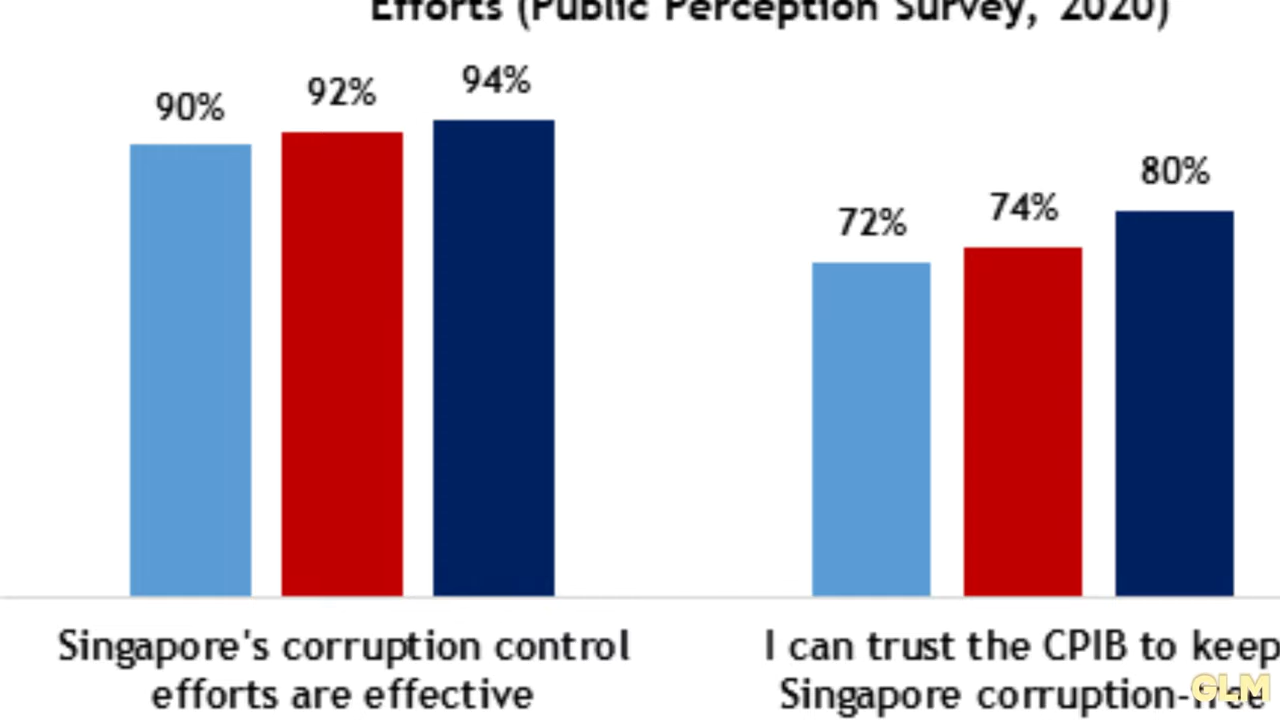 Efforts (Public Perception Survey, 2020)
90%
92%
94%
72%
74%
80%
Singapore's corruption control
efforts are effective
I can trust the CPIB to keep
Singapore corruption-free
GLM